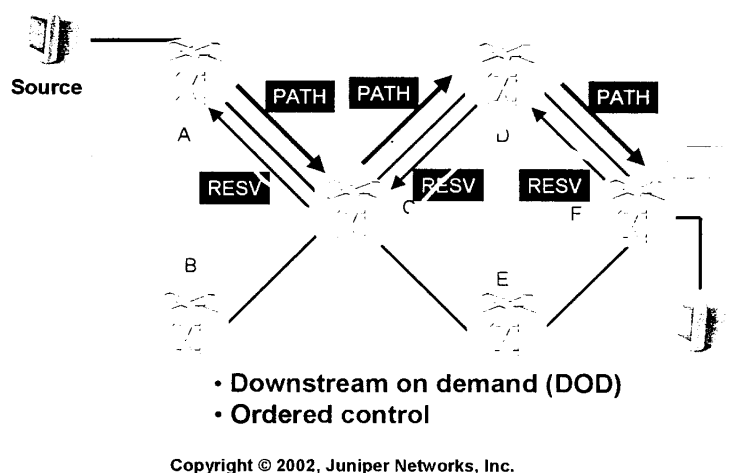 Source
PATH
PATH
PATH
A
D
RESV
RESV
RESV
C
F
B
E
• Downstream on demand (DOD)
• Ordered control
Copyright © 2002, Juniper Networks, Inc.